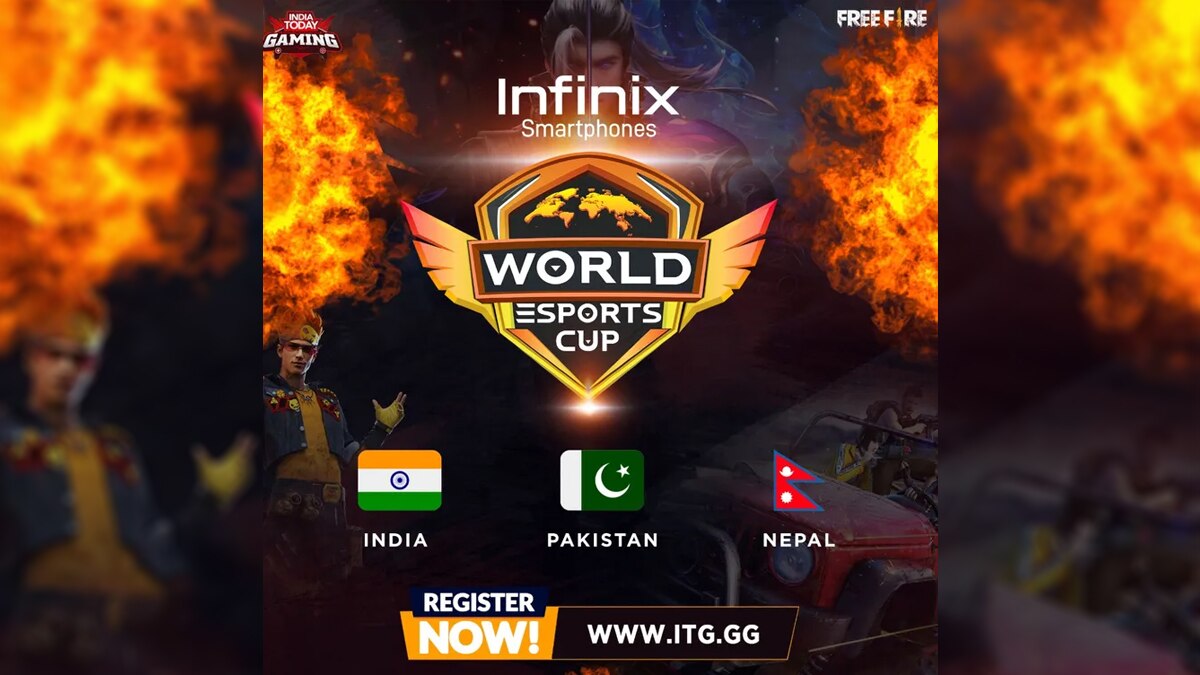 INDIA
TODAY
GAMING
FREE FIRE
Infinix
Smartphones
WORLD
ESPORTS
CUP
INDIA
PAKISTAN
NEPAL
REGISTER
NOW!
WWW.ITG.GG